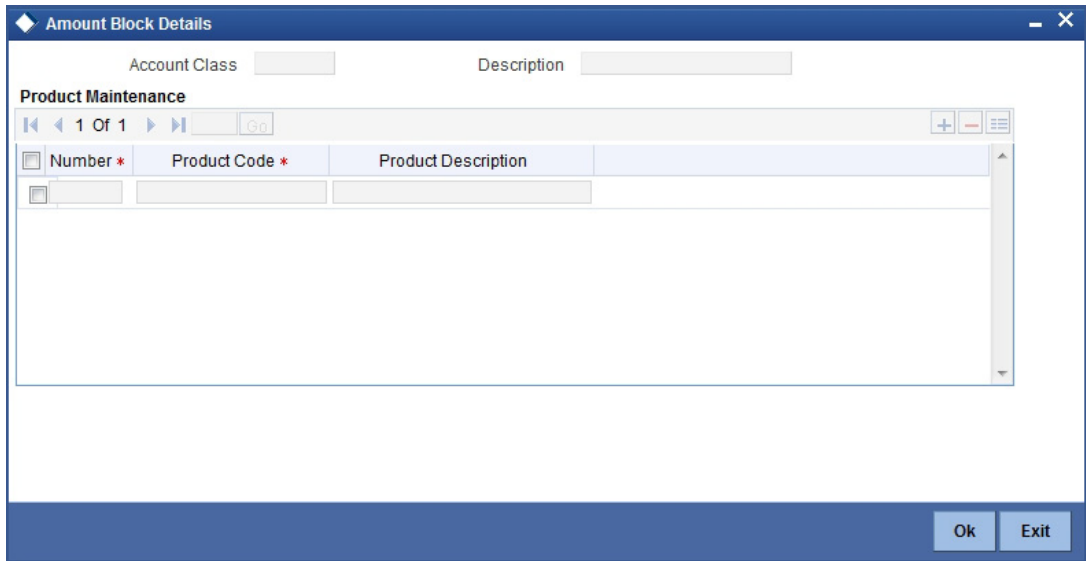 Amount Block Details
Account Class Description
Product Maintenance
1 Of 1 Go
Number * Product Code * Product Description
Ok Exit